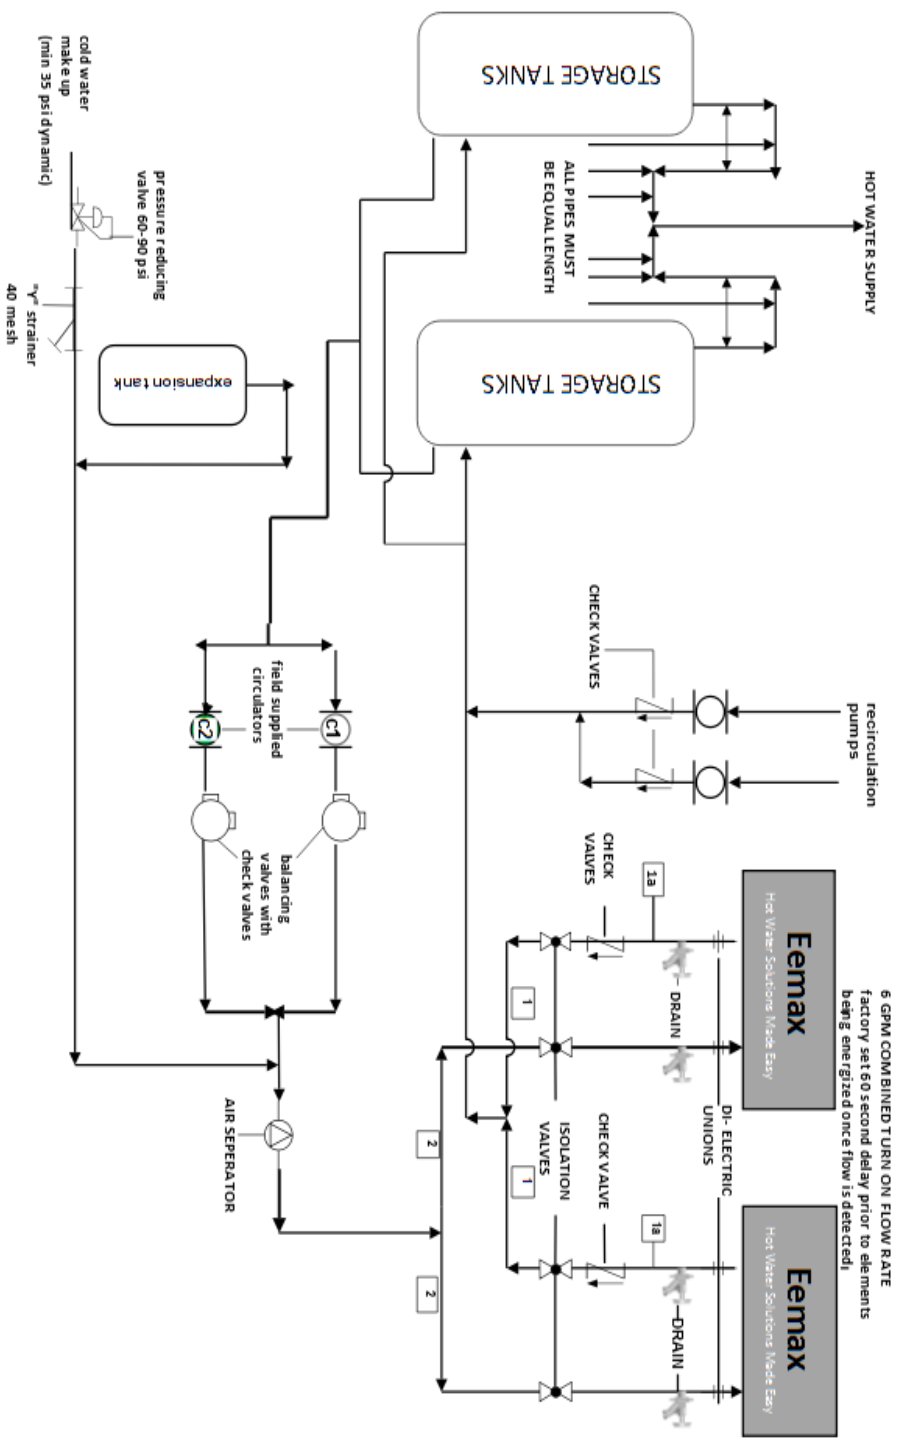 6 GPM COMBINED TURN ON FLOW RATE
factory set 60 second delay prior to elements
being energized once flow is detected
HOT WATER SUPPLY
STORAGE TANKS
ALL PIPES MUST
BE EQUAL LENGTH
STORAGE TANKS
cold water
make up
(min 35 psi dynamic)
pressure reducing
valve 60-90 psi
"Y" strainer
40 mesh
expansion tank
recirculation
pumps
CHECK VALVES
field supplied
circulators
c1
c2
balancing
valves with
check valves
AIR SEPERATOR
Eemax
Hot Water Solutions Made Easy
CHECK
VALVES
1a
DRAIN
1
DI- ELECTRIC
UNIONS
ISOLATION
VALVES
CHECK VALVE
2
1
1a
DRAIN
2
Eemax
Hot Water Solutions Made Easy